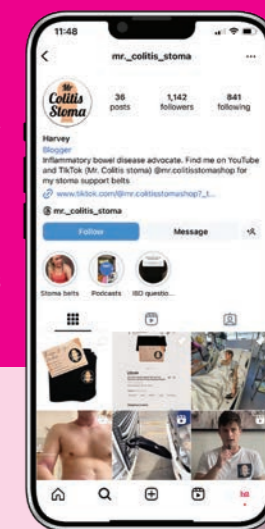 11:48
mr._colitis_stoma
Mr
Colitis
Stoma
36
posts
1,142
followers
841
following
Harvey
Blogger
Inflammatory bowel disease advocate. Find me on YouTube
and TikTok (Mr. Colitis stoma) @mr.colitisstomashop for
my stoma support belts
www.tiktok.com/@mr.colitisstomashop?_t...
mr._colitis_stoma
Follow
Message
Stoma belts
Podcasts
IBD questio...